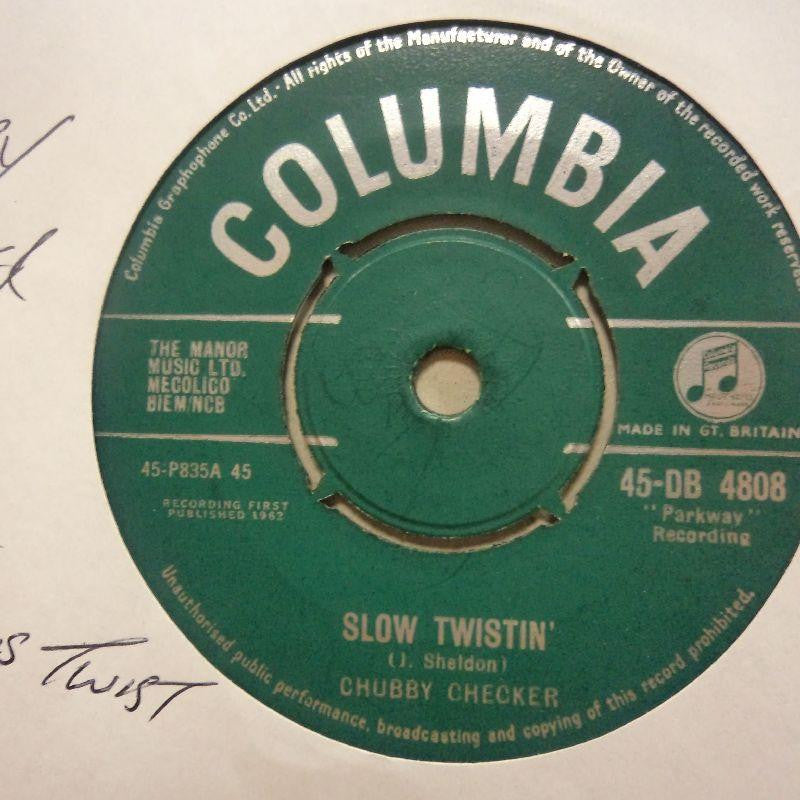 Columbia Graphophone Co. Ltd. · All rights of the Manufacturer and of the Owner of the recorded work reserved
COLUMBIA
THE MANOR
MUSIC LTD.
MECOLICO
BIEM/NCB
MADE IN GT. BRITAIN
45-P835A 45
45-DB 4808
RECORDING FIRST
PUBLISHED 1962
"Parkway"
Recording
SLOW TWISTIN'
(J. Sheldon)
CHUBBY CHECKER
Unauthorised public performance, broadcasting and copying of this record prohibited.
TWIST